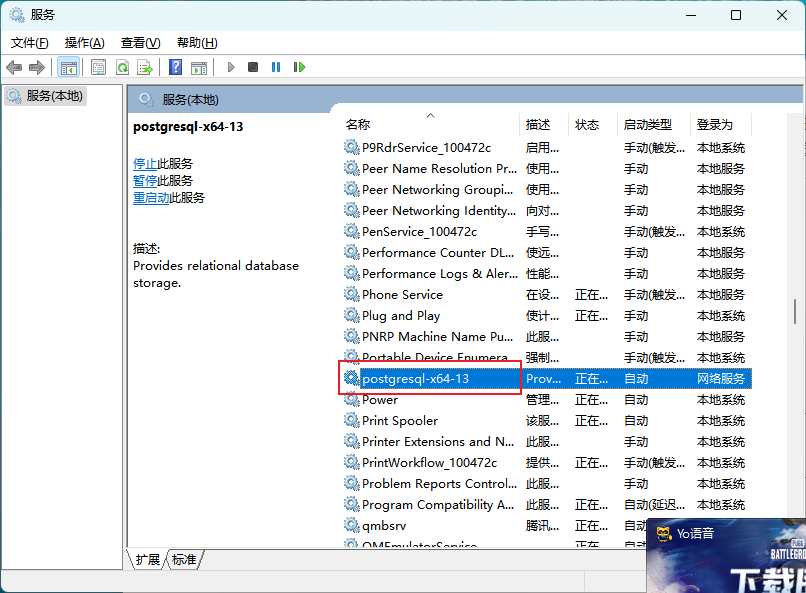 服务
文件(F) 操作(A) 查看(V) 帮助(H)
服务(本地)
服务(本地)
postgresql-x64-13
停止此服务
暂停此服务
重启动此服务
描述:
Provides relational database
storage.
名称 描述 状态 启动类型 登录为
P9RdrService_100472c 启用... 手动(触发... 本地系统
Peer Name Resolution Pr... 使用... 手动 本地服务
Peer Networking Groupi... 使用... 手动 本地服务
Peer Networking Identity... 向对... 手动 本地服务
PenService_100472c 手写... 手动(触发... 本地系统
Performance Counter DL... 使远... 手动 本地服务
Performance Logs & Aler... 性能... 手动 本地服务
Phone Service 在设... 正在... 手动(触发... 本地服务
Plug and Play 使计... 正在... 手动 本地系统
PNRP Machine Name Pu... 此服... 手动 本地服务
Portable Device Enumera... 强制... 手动(触发... 本地系统
postgresql-x64-13 Prov... 正在... 自动 网络服务
Power 管理... 正在... 自动 本地系统
Print Spooler 该服... 正在... 自动 本地系统
Printer Extensions and N... 此服... 手动 本地系统
PrintWorkflow_100472c 提供... 正在... 手动(触发... 本地系统
Problem Reports Control... 此服... 手动 本地系统
Program Compatibility A... 此服... 正在... 自动(延迟... 本地系统
qmbsrv 腾讯... 正在... 自动
QMEmulatorService 正在... 自动
扩展 标准
Yo语音
PUBG
下载